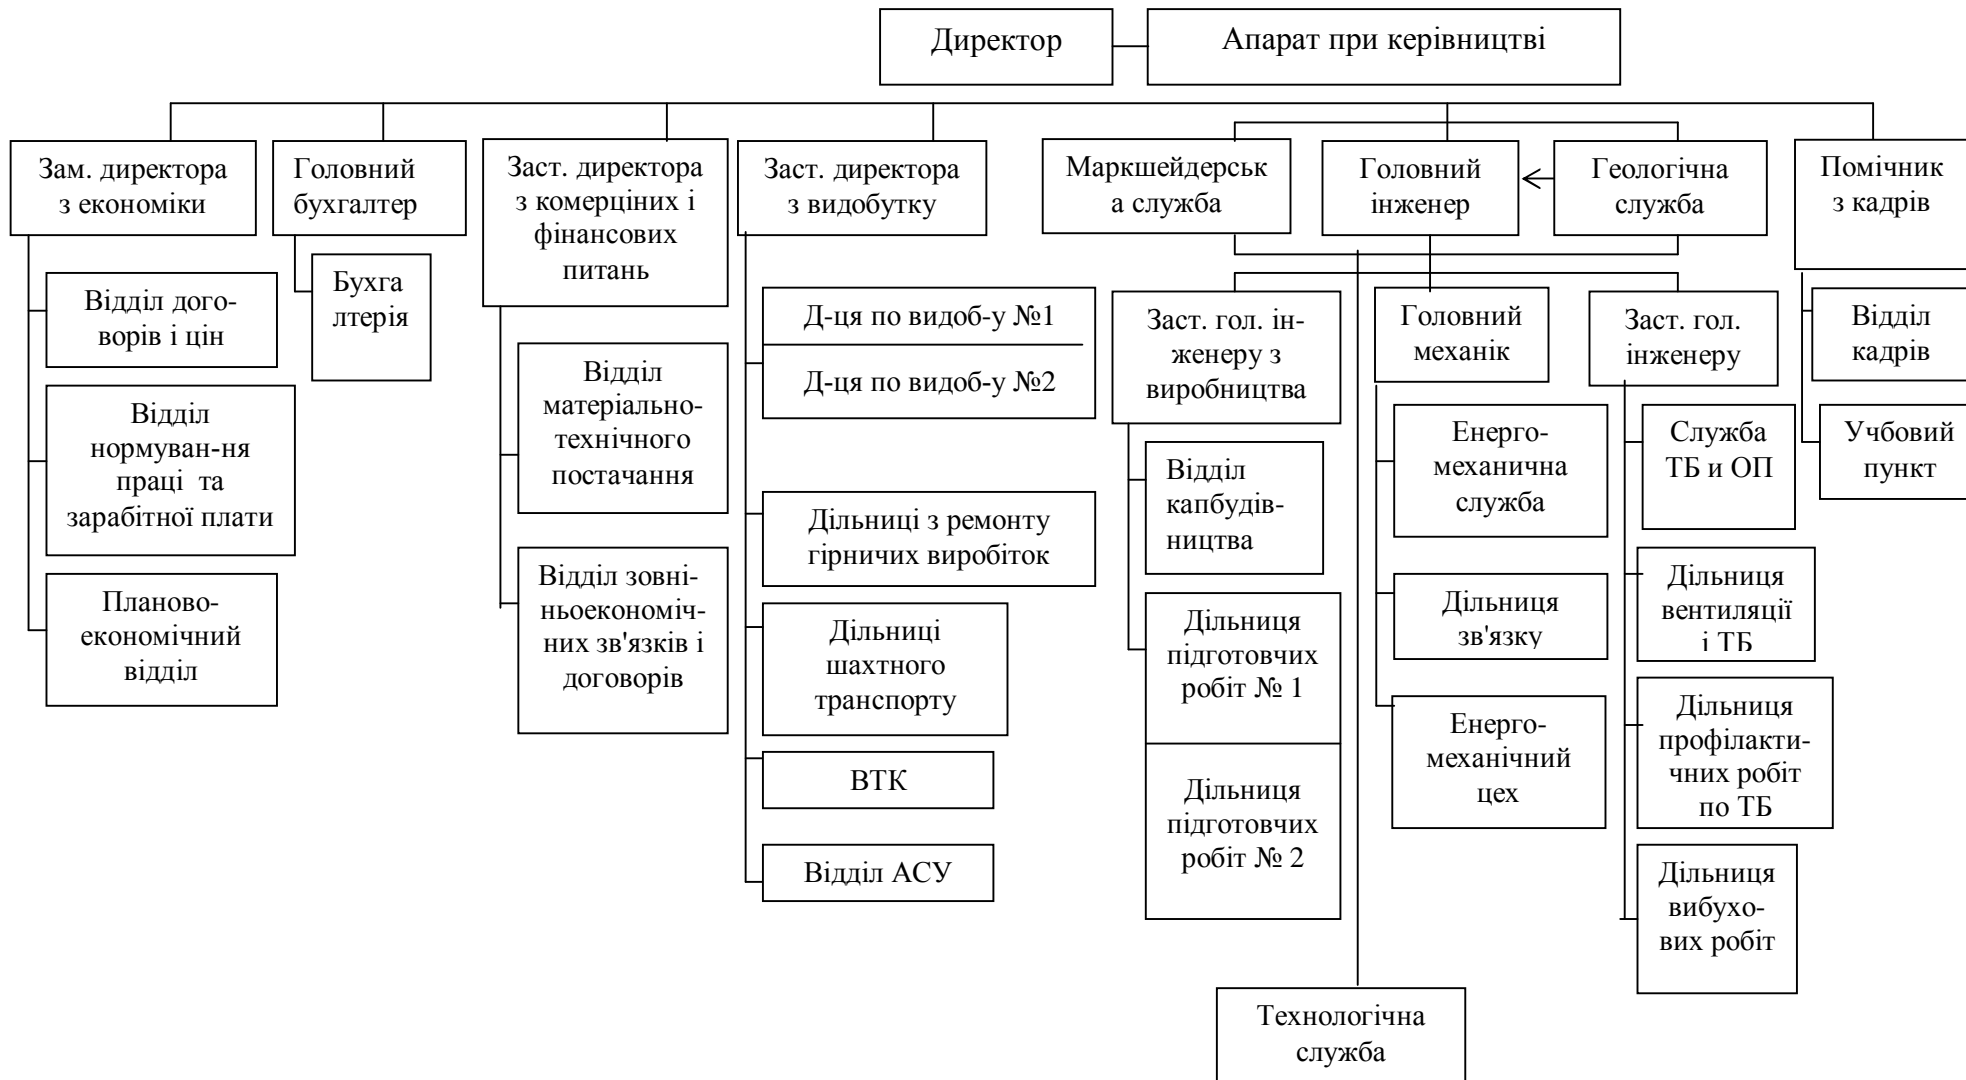 Директор
Апарат при керівництві
Зам. директора
з економіки
Головний
бухгалтер
Заст. директора
з комерціних і
фінансових
питань
Заст. директора
з видобутку
Маркшейдерськ
а служба
Головний
інженер
Геологічна
служба
Помічник
з кадрів
Відділ дого-
ворів і цін
Відділ
нормуван-ня
праці та
зарабітної плати
Планово-
економічний
відділ
Бухга
лтерія
Відділ
матеріально-
технічного
постачання
Відділ зовні-
ньоекономіч-
них зв'язків і
договорів
Д-ця по видоб-у №1
Д-ця по видоб-у №2
Дільниці з ремонту
гірничих виробіток
Дільниці
шахтного
транспорту
ВТК
Відділ АСУ
Заст. гол. ін-
женеру з
виробництва
Відділ
капбудів-
ництва
Дільниця
підготовчих
робіт № 1
Дільниця
підготовчих
робіт № 2
Головний
механік
Енерго-
механична
служба
Дільниця
зв'язку
Енерго-
механічний
цех
Заст. гол.
інженеру
Служба
ТБ и ОП
Дільниця
вентиляції
і ТБ
Дільниця
профілакти-
чних робіт
по ТБ
Дільниця
вибухо-
вих робіт
Відділ
кадрів
Учбовий
пункт
Технологічна
служба